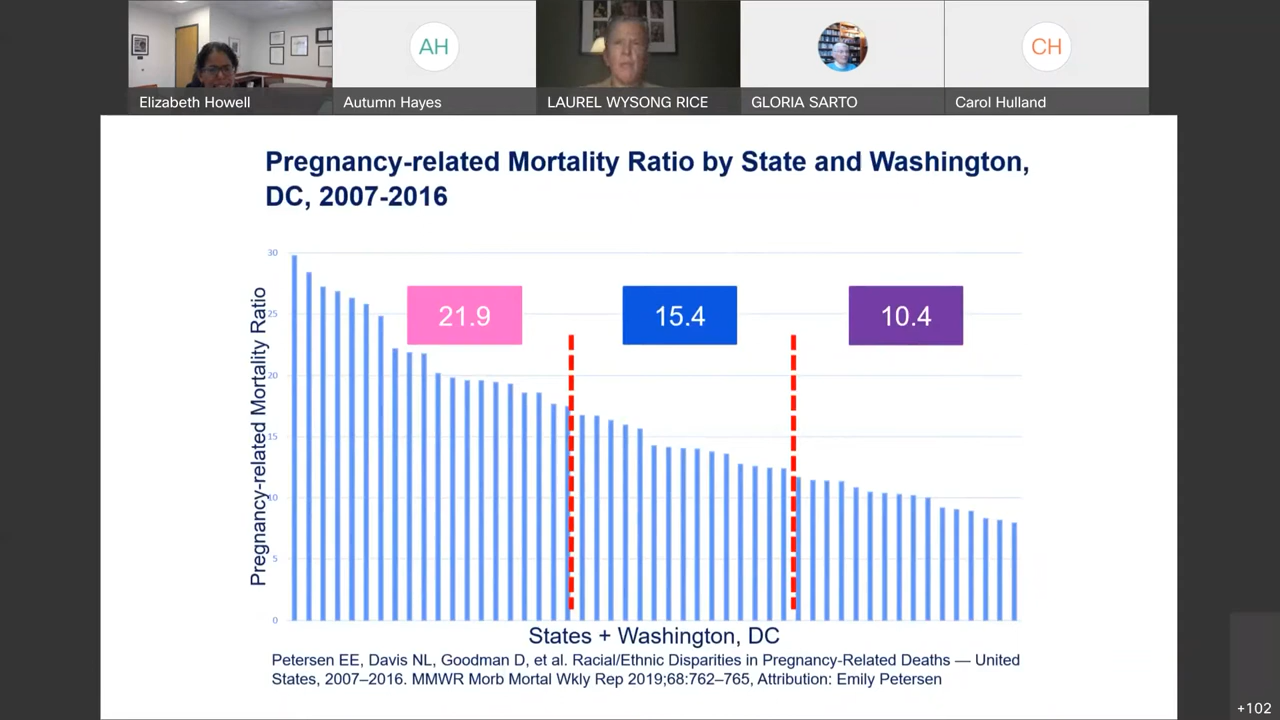 AH
CH
Elizabeth Howell
Autumn Hayes
LAUREL WYSONG RICE
GLORIA SARTO
Carol Hulland
Pregnancy-related Mortality Ratio by State and Washington,
DC, 2007-2016
Pregnancy-related Mortality Ratio
30
25
20
15
10
5
0
21.9
15.4
10.4
States + Washington, DC
Petersen EE, Davis NL, Goodman D, et al. Racial/Ethnic Disparities in Pregnancy-Related Deaths — United
States, 2007–2016. MMWR Morb Mortal Wkly Rep 2019;68:762–765, Attribution: Emily Petersen
+102